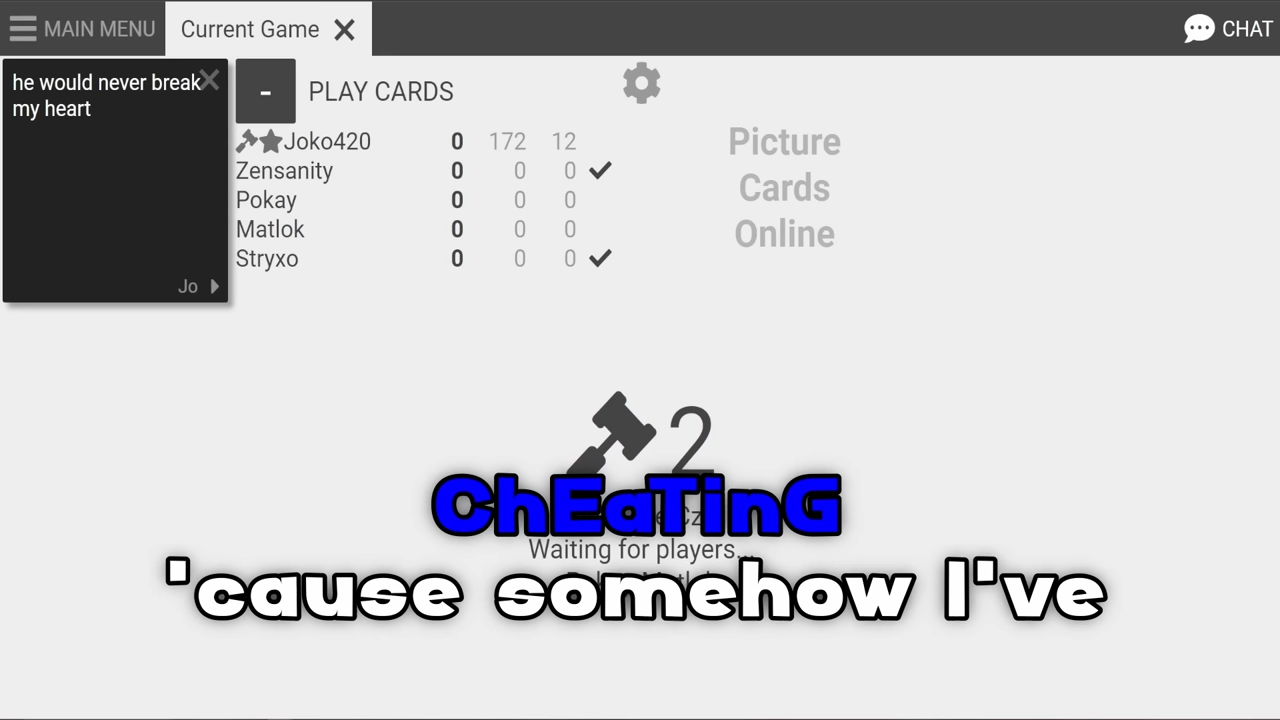 MAIN MENU
Current Game
CHAT
he would never break
my heart
Jo
-
PLAY CARDS
Joko420 0 172 12
Zensanity 0 0 0
Pokay 0 0 0
Matlok 0 0 0
Stryxo 0 0 0
Picture
Cards
Online
2
ChEaTinG
Waiting for players...
'cause somehow I've